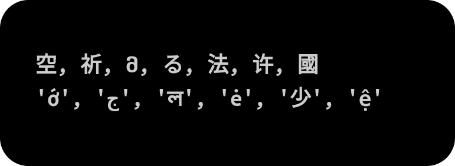 空, 祈, მ, る, 法, 许, 國
'ớ', 'ج', 'ल', 'ė', '少', 'ệ'